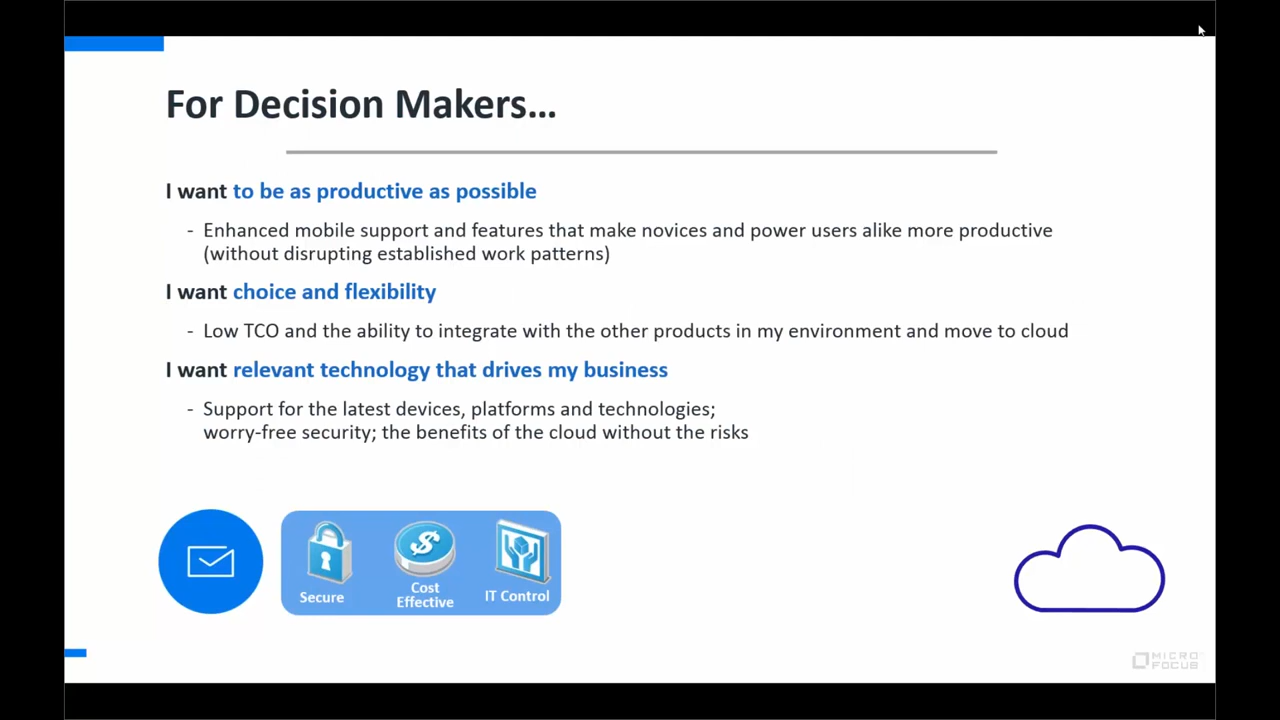 For Decision Makers...
I want to be as productive as possible
- Enhanced mobile support and features that make novices and power users alike more productive
(without disrupting established work patterns)
I want choice and flexibility
- Low TCO and the ability to integrate with the other products in my environment and move to cloud
I want relevant technology that drives my business
- Support for the latest devices, platforms and technologies;
worry-free security; the benefits of the cloud without the risks
$
Secure
Cost
Effective
IT Control
MICRO
FOCUS